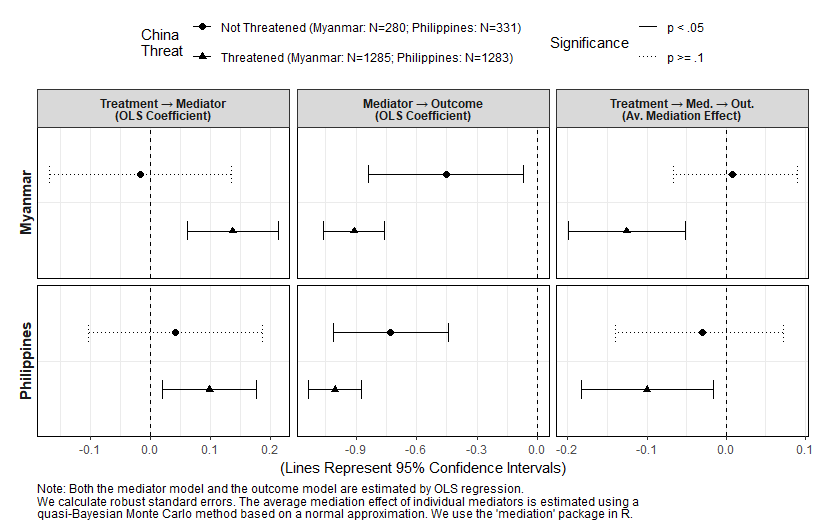 China
Threat
Not Threatened (Myanmar: N=280; Philippines: N=331)
Threatened (Myanmar: N=1285; Philippines: N=1283)
Significance
p < .05
p >= .1
Treatment → Mediator
(OLS Coefficient)
Mediator → Outcome
(OLS Coefficient)
Treatment → Med. → Out.
(Av. Mediation Effect)
Myanmar
Philippines
-0.1 0.0 0.1 0.2
-0.9 -0.6 -0.3 0.0
-0.2 -0.1 0.0 0.1
(Lines Represent 95% Confidence Intervals)
Note: Both the mediator model and the outcome model are estimated by OLS regression.
We calculate robust standard errors. The average mediation effect of individual mediators is estimated using a
quasi-Bayesian Monte Carlo method based on a normal approximation. We use the 'mediation' package in R.